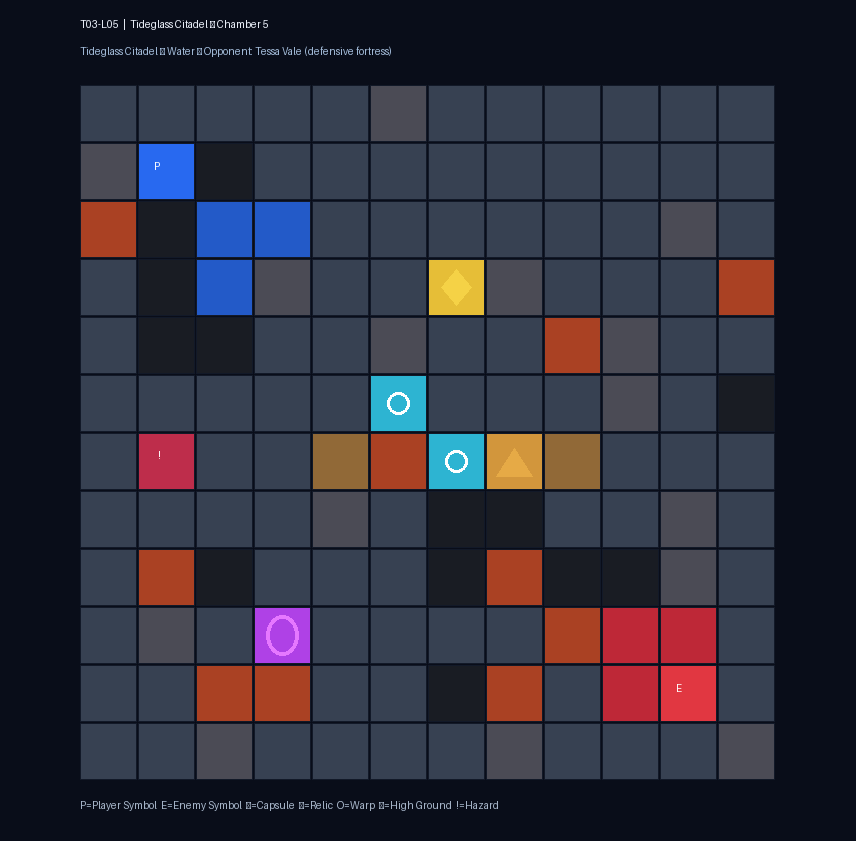 T03-L05 | Tideglass Citadel ▯ Chamber 5
Tideglass Citadel ▯ Water ▯ Opponent: Tessa Vale (defensive fortress)
P
!
E
P=Player Symbol E=Enemy Symbol ▯=Capsule ▯=Relic O=Warp ▯=High Ground !=Hazard